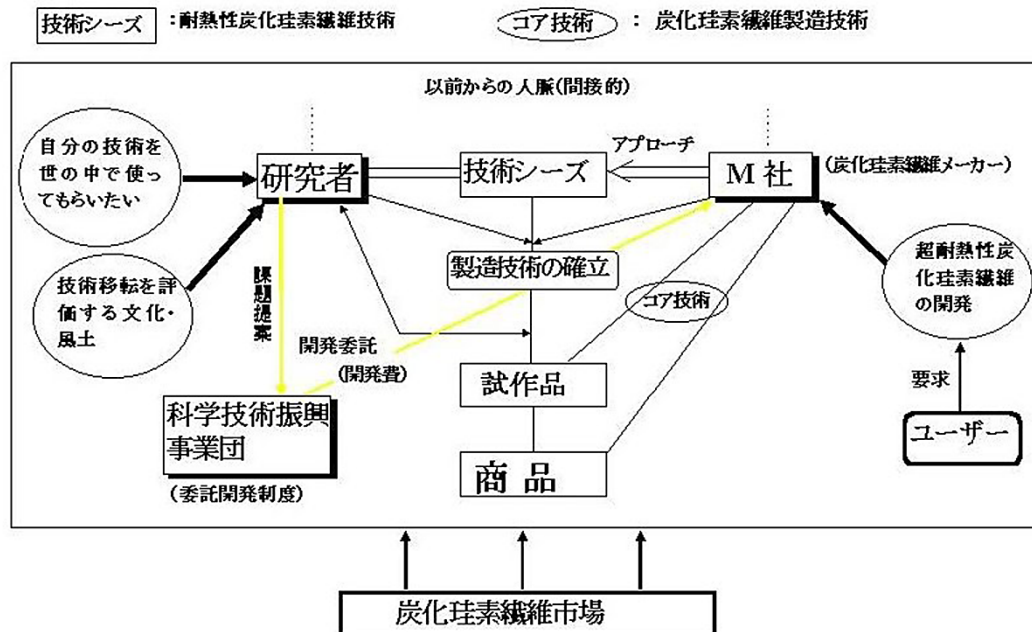 技術シーズ :耐熱性炭化珪素繊維技術
コア技術 : 炭化珪素繊維製造技術
以前からの人脈(間接的)
自分の技術を
世の中で使っ
てもらいたい
研究者
技術シーズ
アプローチ
M社
(炭化珪素繊維メーカー)
技術移転を評
価する文化・
風土
課題提案
製造技術の確立
コア技術
超耐熱性炭
化珪素繊維
の開発
開発委託
(開発費)
要求
試作品
科学技術振興
事業団
(委託開発制度)
ユーザー
商品
炭化珪素繊維市場